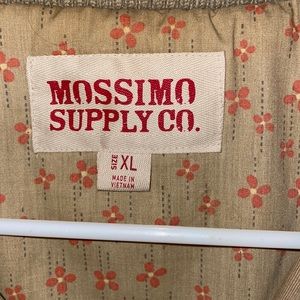 MOSSIMO
SUPPLY CO.
SIZE XL
MADE IN
VIETNAM